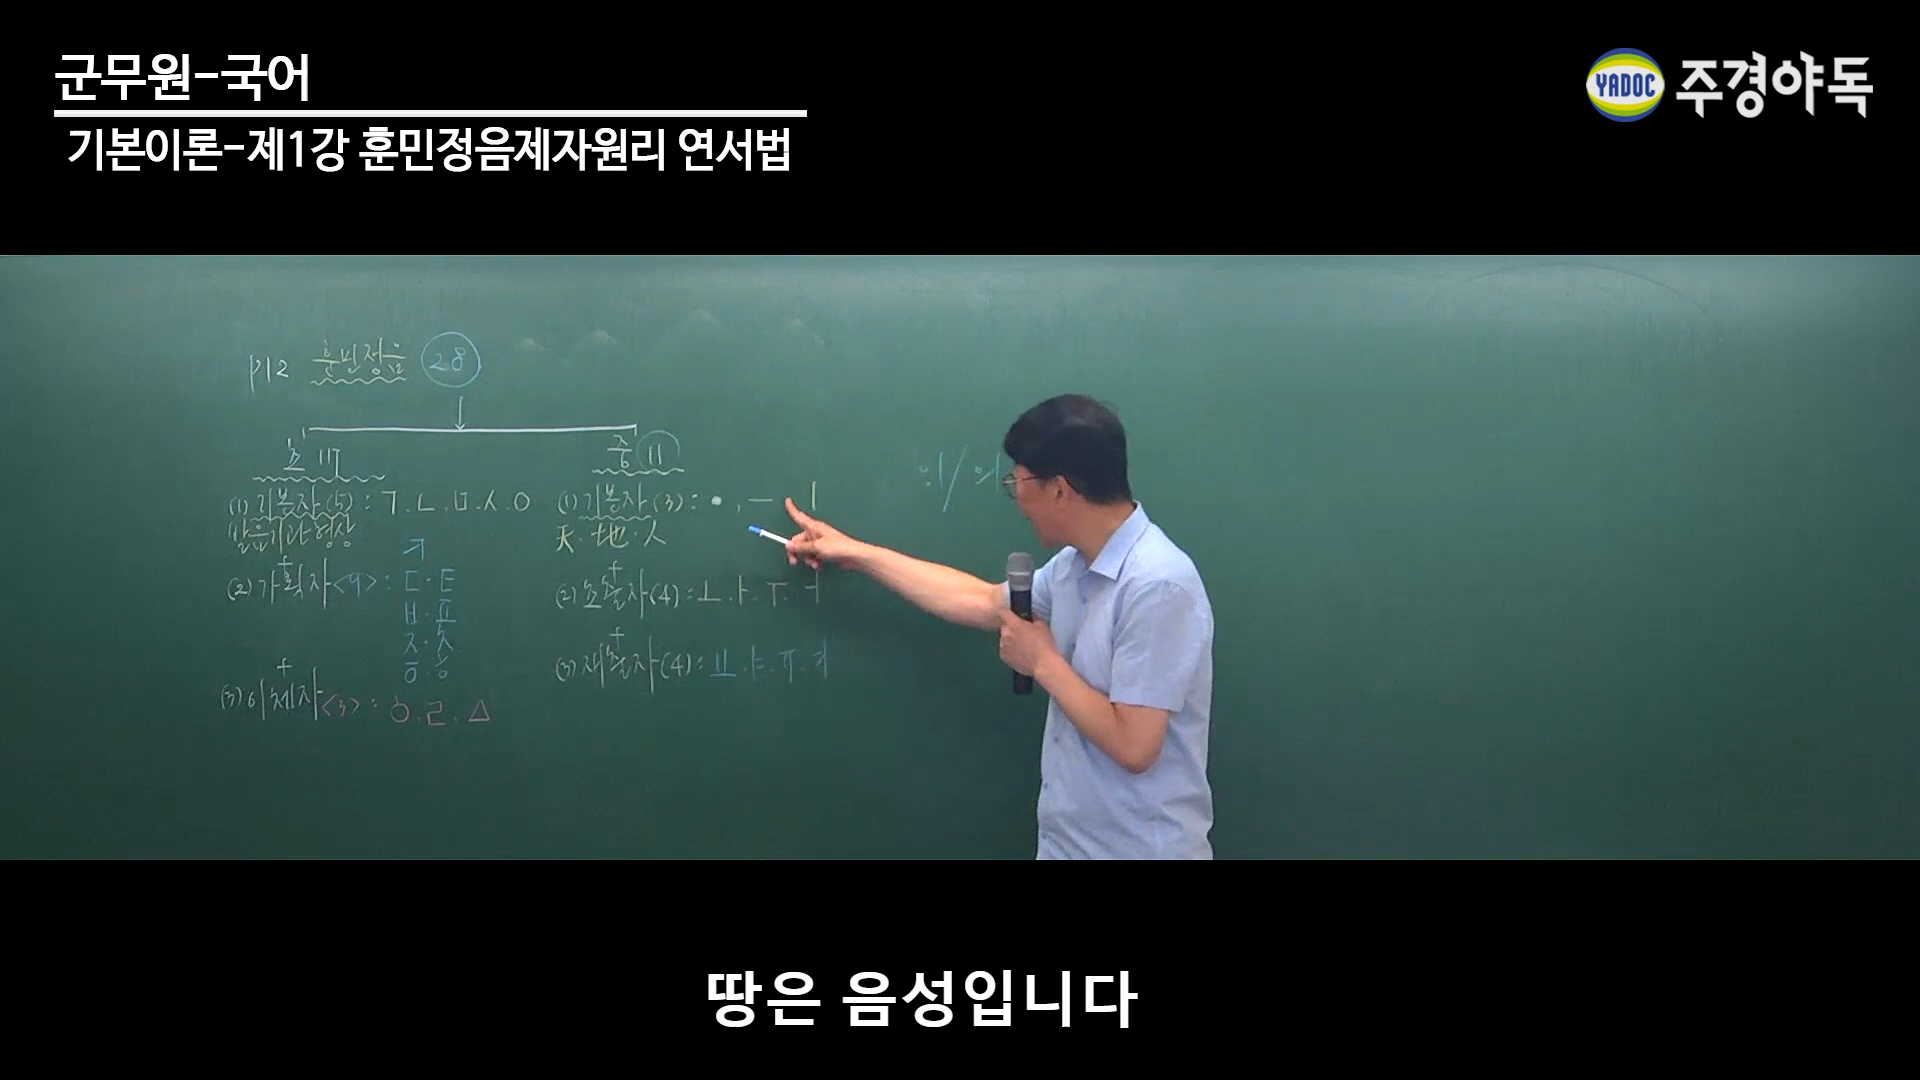 군무원-국어
기본이론-제1강 훈민정음제자원리 연서법
YADOC 주경야독
P12 훈민정음 28
초 17
(1) 기본자(5) : ㄱ.ㄴ.ㅁ.ㅅ.ㅇ
발음기관 형상
+
(2) 가획자<9> : ㅋ
ㄷ.ㅌ
ㅂ.ㅍ
ㅈ.ㅊ
ㆆ.ㅎ
+
(3) 이체자<3> : ㆁ.ㄹ.ㅿ
중 11
(1) 기본자(3) : •, ㅡ ㅣ
天.地.人
+
(2) 초출자(4) : ㅗ.ㅏ.ㅜ.ㅓ
+
(3) 재출자(4) : ㅛ.ㅑ.ㅠ.ㅕ
땅은 음성입니다